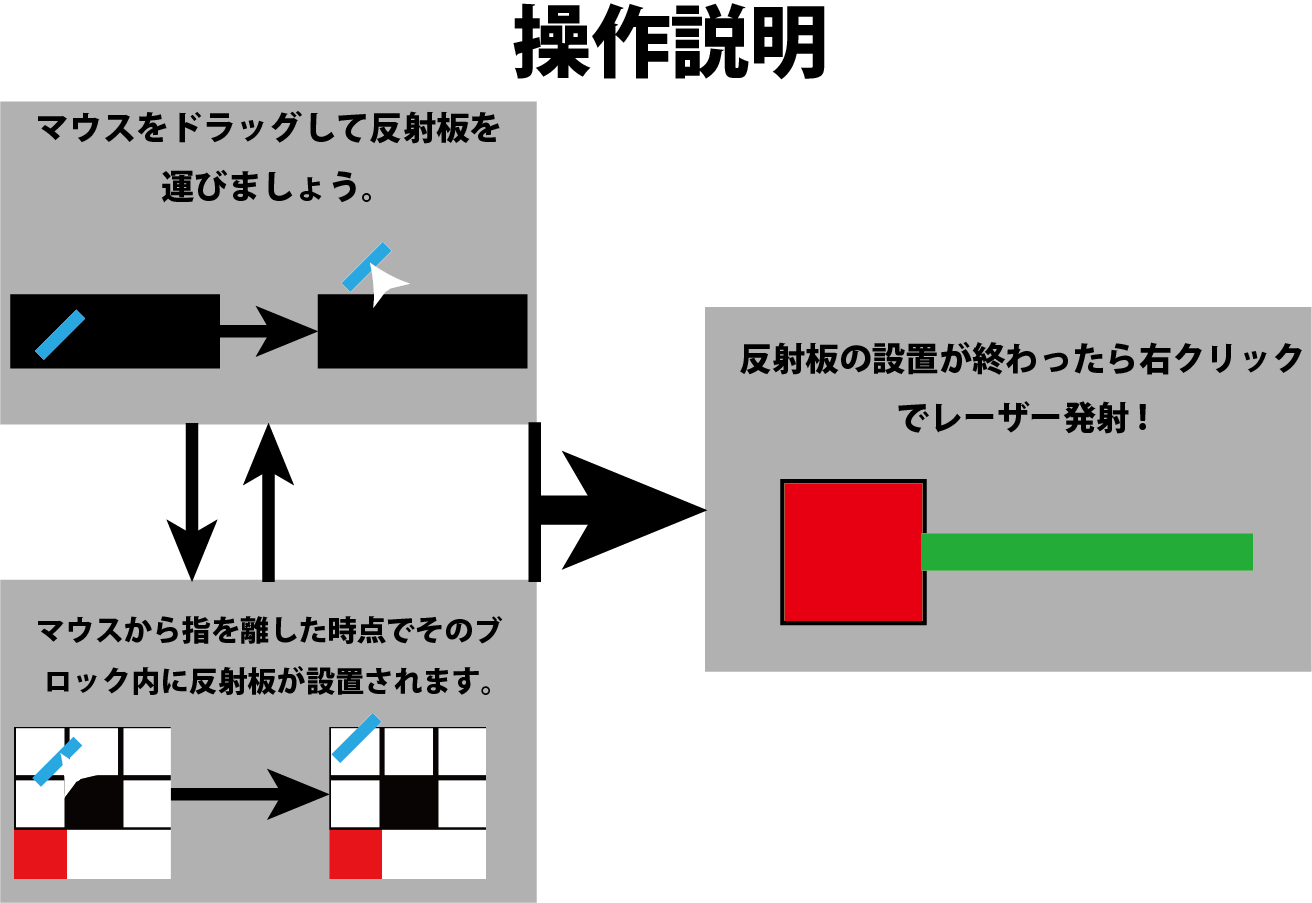 操作説明
マウスをドラッグして反射板を
運びましょう。
マウスから指を離した時点でそのブ
ロック内に反射板が設置されます。
反射板の設置が終わったら右クリック
でレーザー発射！